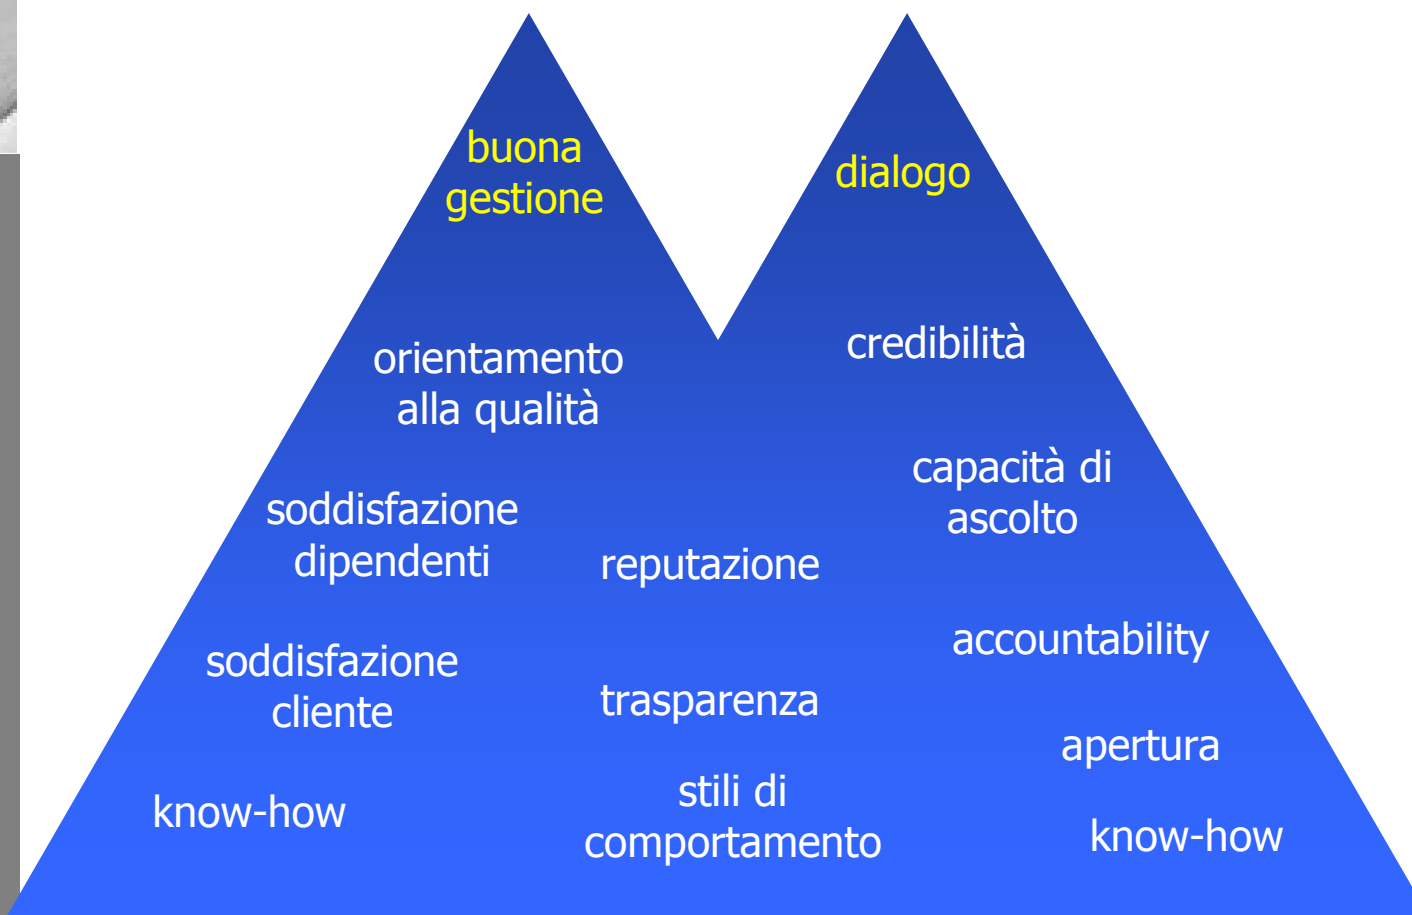 buona
gestione
dialogo
orientamento
alla qualità
credibilità
soddisfazione
dipendenti
capacità di
ascolto
reputazione
soddisfazione
cliente
accountability
trasparenza
apertura
know-how
stili di
comportamento
know-how